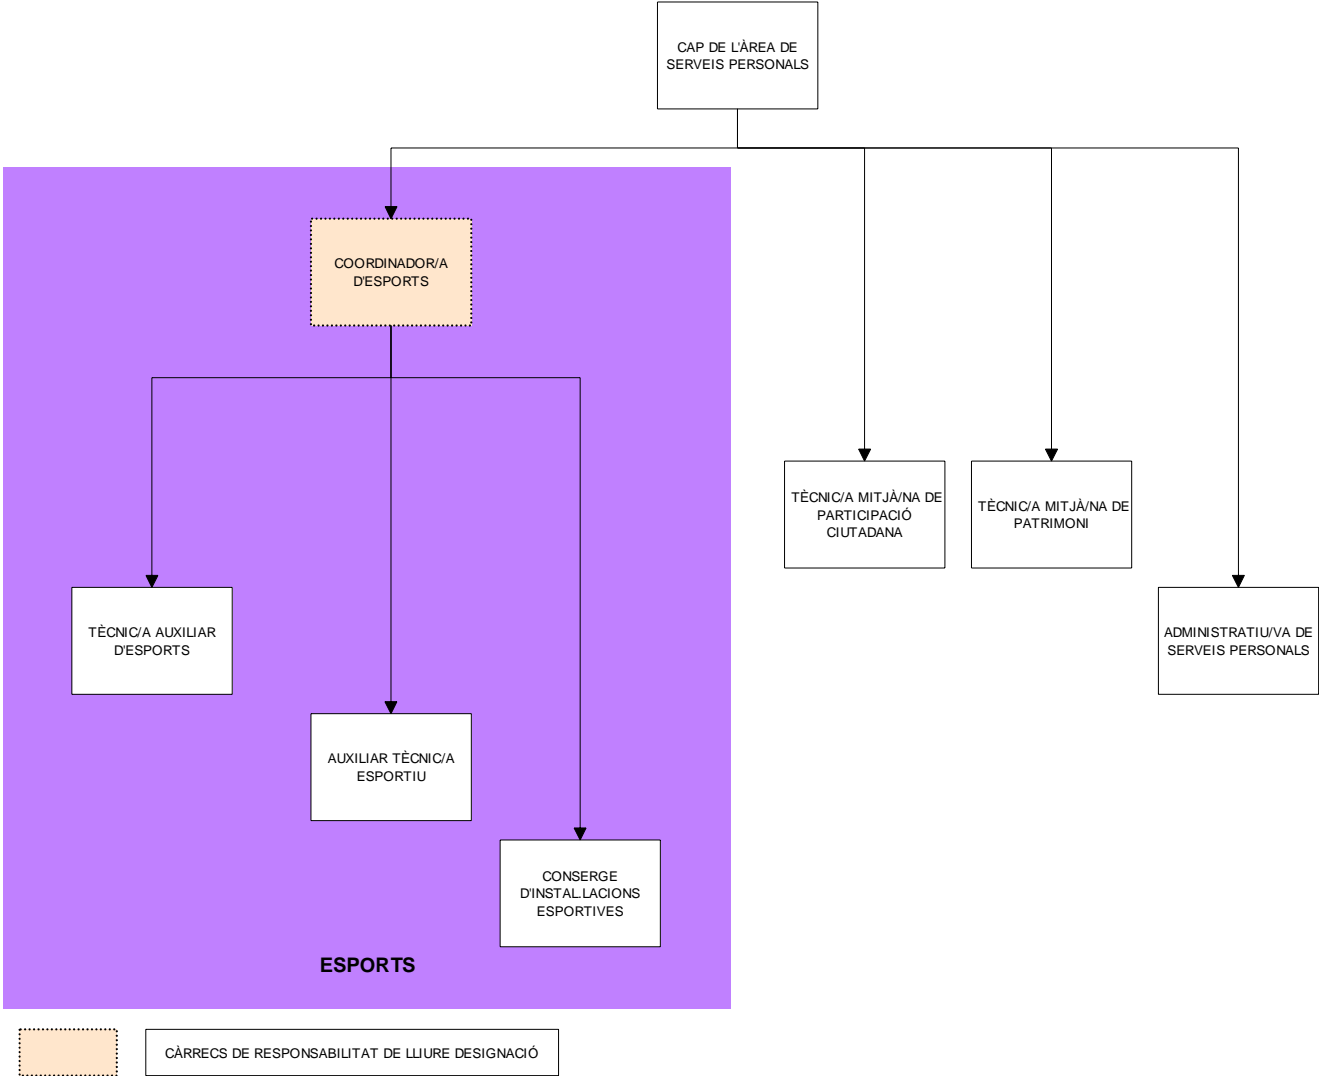 CAP DE L'ÀREA DE
SERVEIS PERSONALS
COORDINADOR/A
D'ESPORTS
TÈCNIC/A MITJÀ/NA DE
PARTICIPACIÓ
CIUTADANA
TÈCNIC/A MITJÀ/NA DE
PATRIMONI
TÈCNIC/A AUXILIAR
D'ESPORTS
ADMINISTRATIU/VA DE
SERVEIS PERSONALS
AUXILIAR TÈCNIC/A
ESPORTIU
CONSERGE
D'INSTAL.LACIONS
ESPORTIVES
ESPORTS
CÀRRECS DE RESPONSABILITAT DE LLIURE DESIGNACIÓ